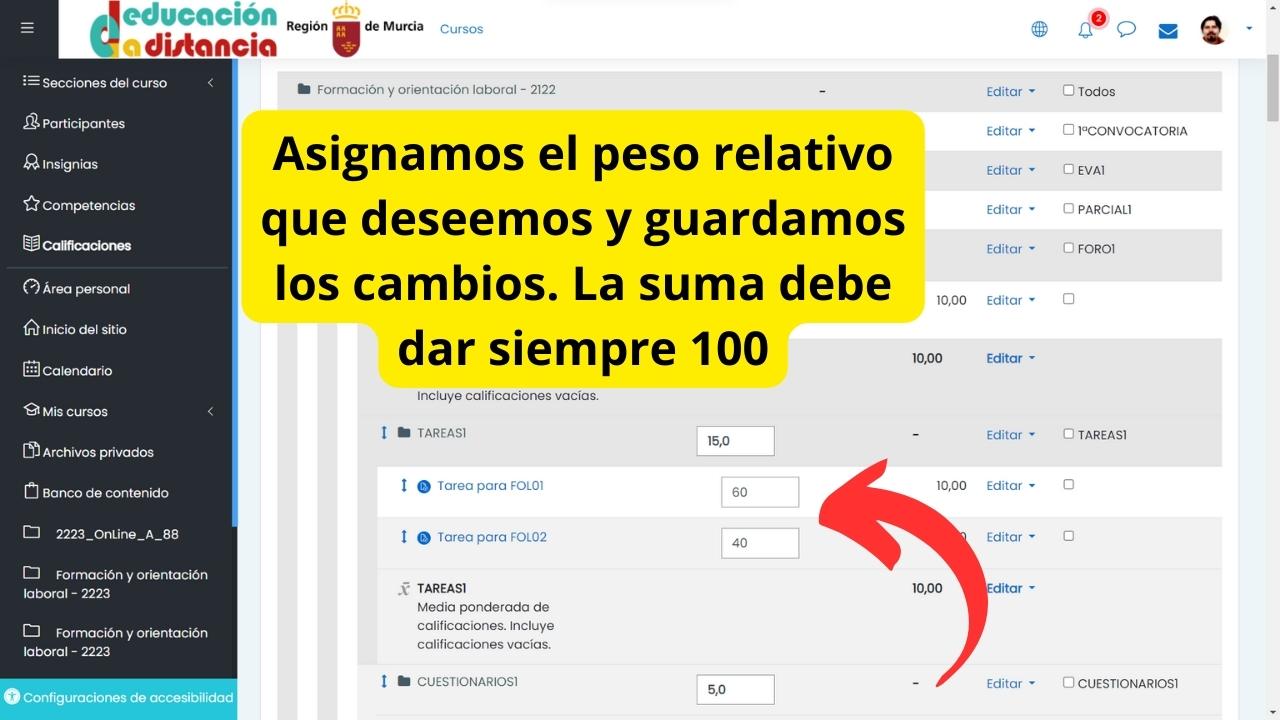 educación
a distancia
Región de Murcia
Cursos
2
Secciones del curso
Participantes
Insignias
Competencias
Calificaciones
Área personal
Inicio del sitio
Calendario
Mis cursos
Archivos privados
Banco de contenido
2223_OnLine_A_88
Formación y orientación
laboral - 2223
Formación y orientación
laboral - 2223
Configuraciones de accesibilidad
Formación y orientación laboral - 2122 - Editar Todos
Asignamos el peso relativo
que deseemos y guardamos
los cambios. La suma debe
dar siempre 100
Editar 1ªCONVOCATORIA
Editar EVA1
Editar PARCIAL1
Editar FORO1
10,00 Editar
10,00 Editar
Incluye calificaciones vacías.
TAREAS1 15,0 - Editar TAREAS1
Tarea para FOL01 60 10,00 Editar
Tarea para FOL02 40 Editar
x̄ TAREAS1 10,00 Editar
Media ponderada de
calificaciones. Incluye
calificaciones vacías.
CUESTIONARIOS1 5,0 - Editar CUESTIONARIOS1